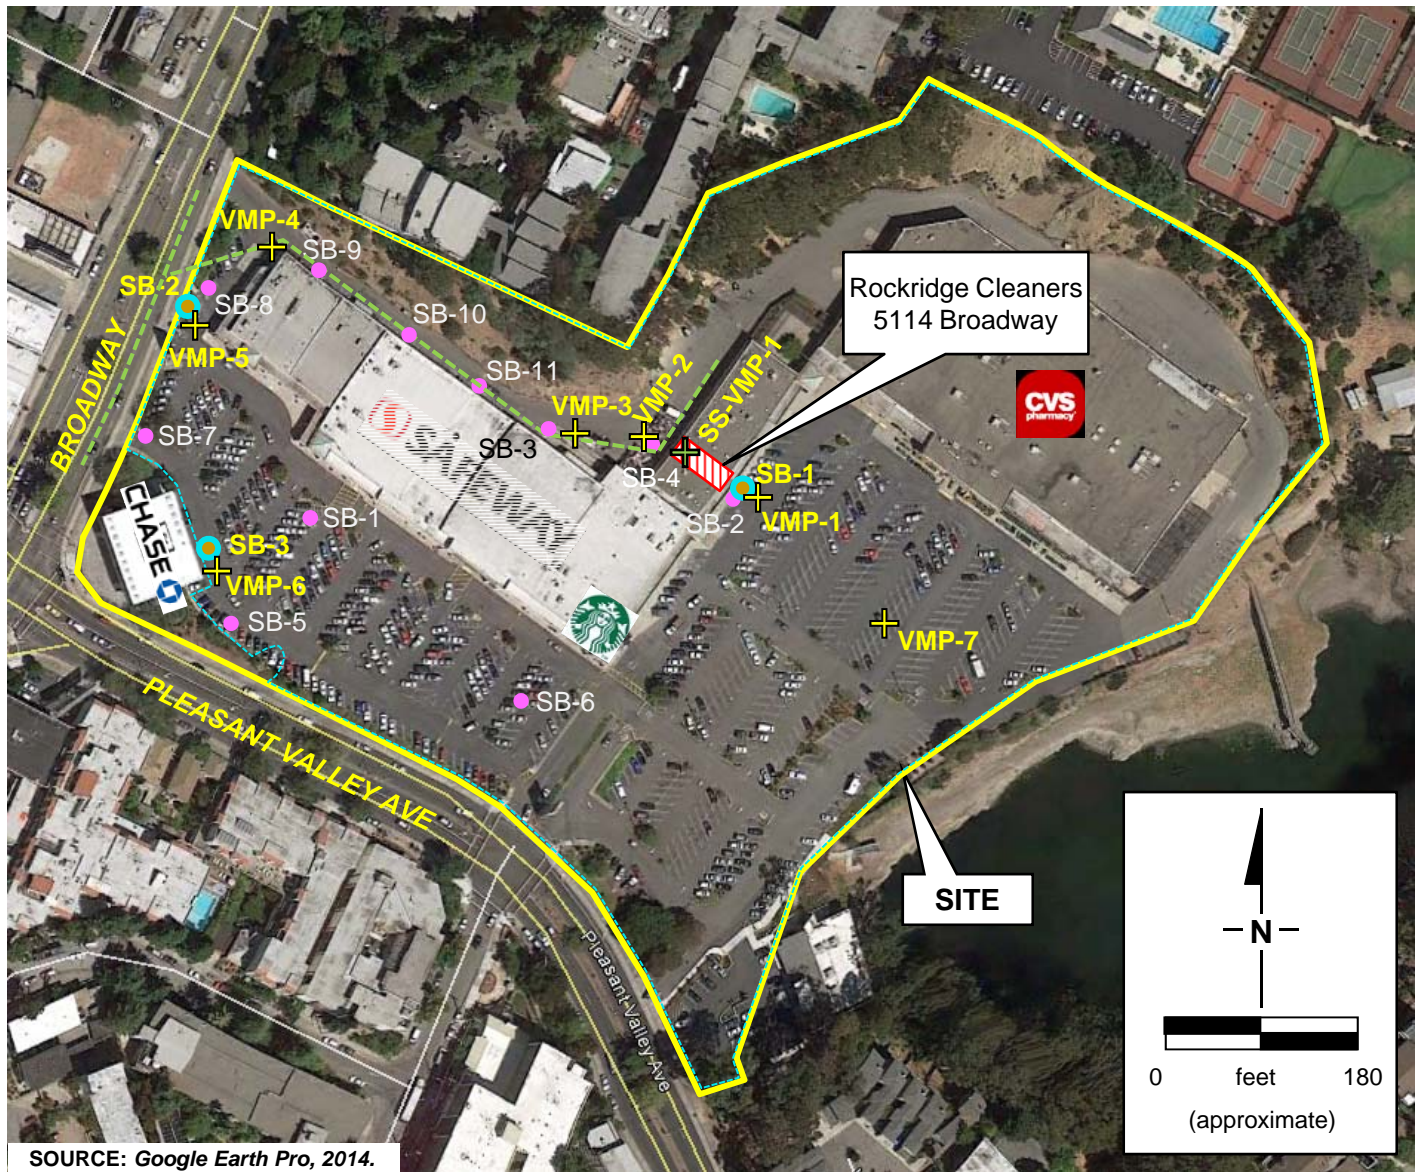 VMP-4
SB-9
SB-2
SB-8
VMP-5
SB-10
BROADWAY
SB-11
Rockridge Cleaners
5114 Broadway
VMP-2
SS-VMP-1
VMP-3
CVS
pharmacy
SB-7
SB-3
SAFEWAY
SB-4
SB-1
SB-2
VMP-1
CHASE
SB-1
SB-3
VMP-6
SB-5
VMP-7
SB-6
PLEASANT VALLEY AVE
SITE
Pleasant Valley Ave
N
0 feet 180
(approximate)
SOURCE: Google Earth Pro, 2014.